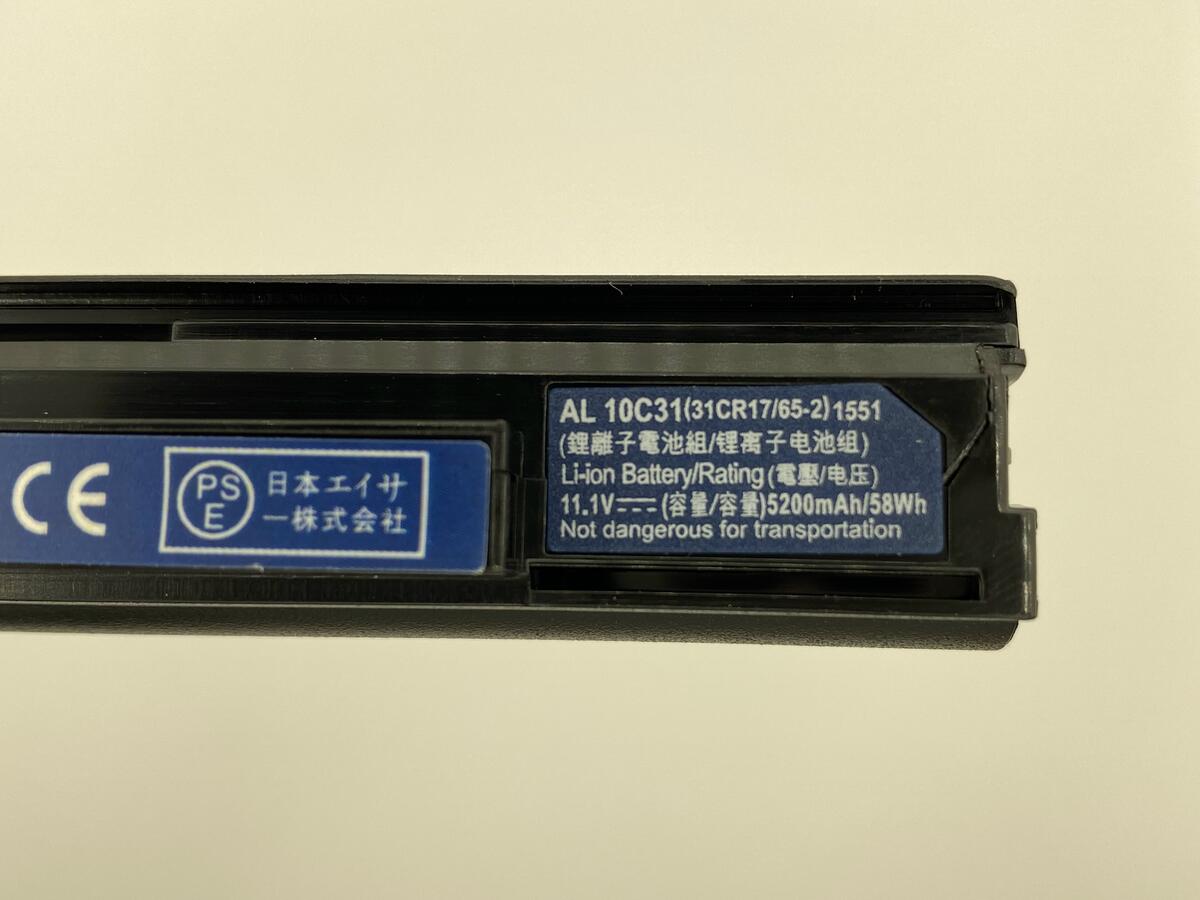 CE
PS
E
日本エイサ
ー株式会社
AL 10C31(31CR17/65-2)1551
(鋰離子電池組/锂离子电池组)
Li-ion Battery/Rating(電壓/电压)
11.1V⎓(容量/容量)5200mAh/58Wh
Not dangerous for transportation